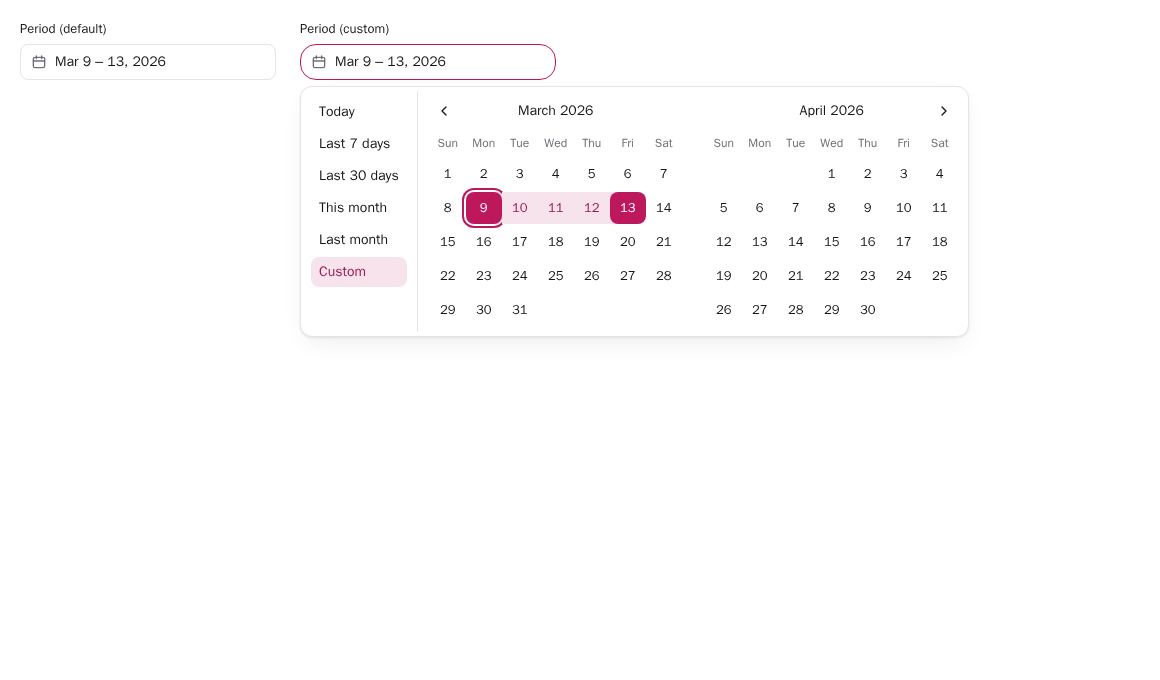 Period (default)
Mar 9 – 13, 2026
Period (custom)
Mar 9 – 13, 2026
Today
Last 7 days
Last 30 days
This month
Last month
Custom
March 2026
Sun Mon Tue Wed Thu Fri Sat
1 2 3 4 5 6 7
8 9 10 11 12 13 14
15 16 17 18 19 20 21
22 23 24 25 26 27 28
29 30 31
April 2026
Sun Mon Tue Wed Thu Fri Sat
1 2 3 4
5 6 7 8 9 10 11
12 13 14 15 16 17 18
19 20 21 22 23 24 25
26 27 28 29 30